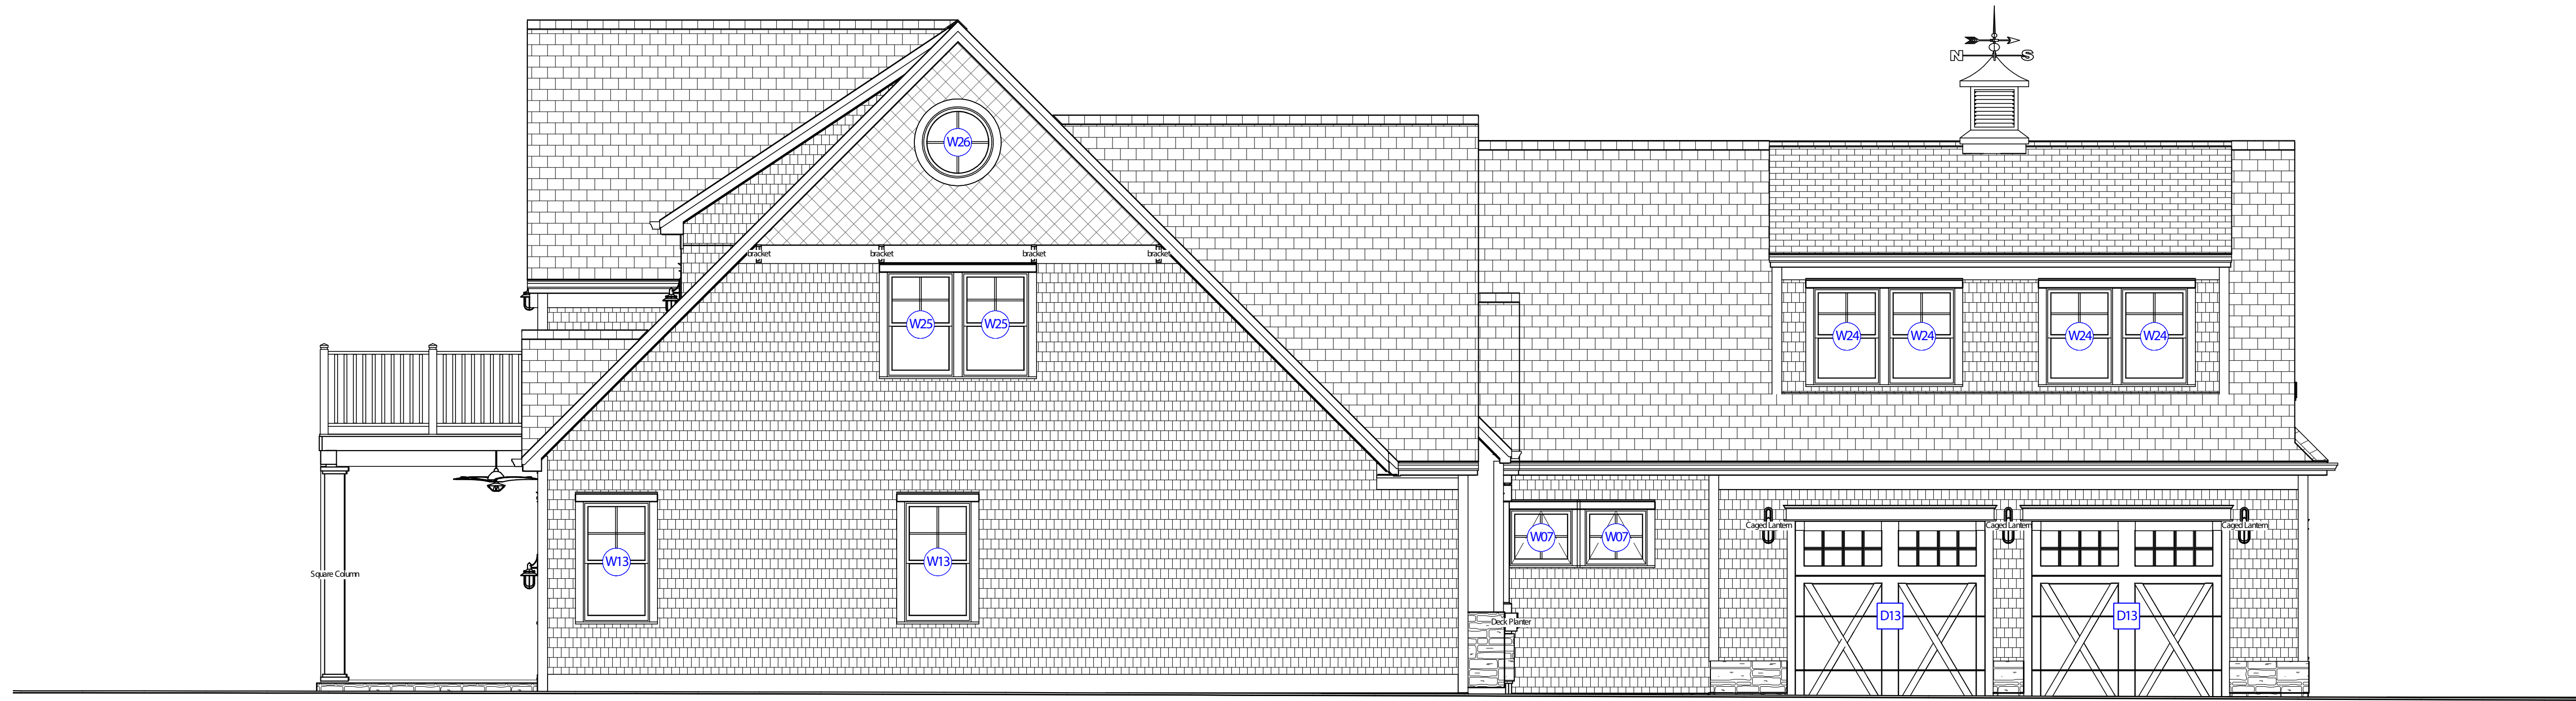 N S
W26
bracket bracket bracket bracket
W25 W25
W24 W24 W24 W24
Caged Lantern Caged Lantern Caged Lantern
W07 W07
W13 W13
Square Column
D13 D13
Deck Planter